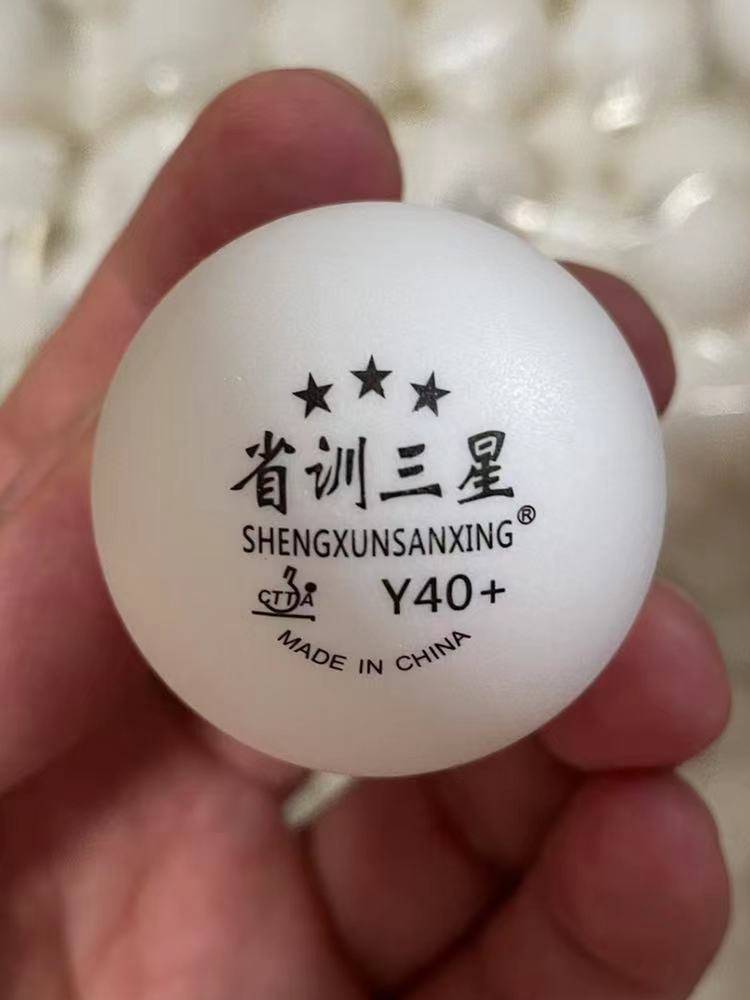 ★★★
省训三星
SHENGXUNSANXING®
CTTA Y40+
MADE IN CHINA